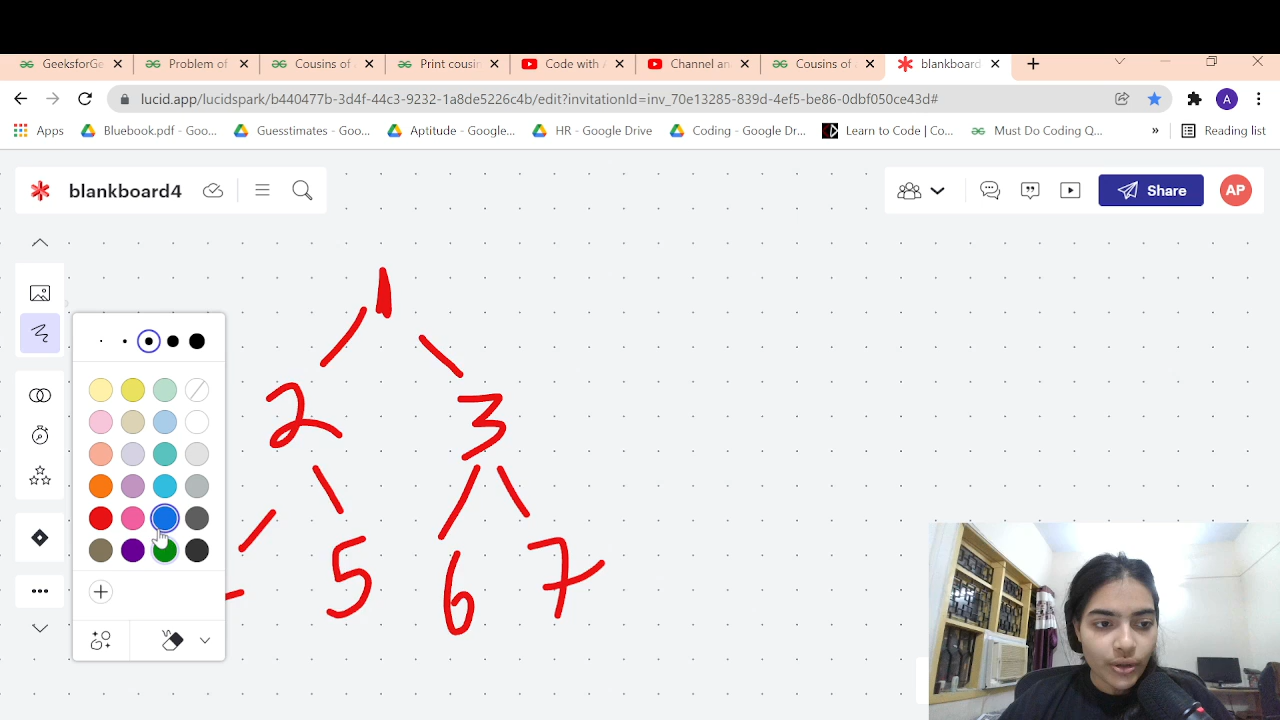 GeeksforGe
Problem of
Cousins of
Print cousin
Code with
Channel an
Cousins of
blankboard
lucid.app/lucidspark/b440477b-3d4f-44c3-9232-1a8de5226c4b/edit?invitationId=inv_70e13285-839d-4ef5-be86-0dbf050ce43d#
A
Apps
Bluebook.pdf - Goo...
Guesstimates - Goo...
Aptitude - Google...
HR - Google Drive
Coding - Google Dr...
Learn to Code | Co...
Must Do Coding Q...
»
Reading list
blankboard4
Share
AP
1
2 3
5 6 7